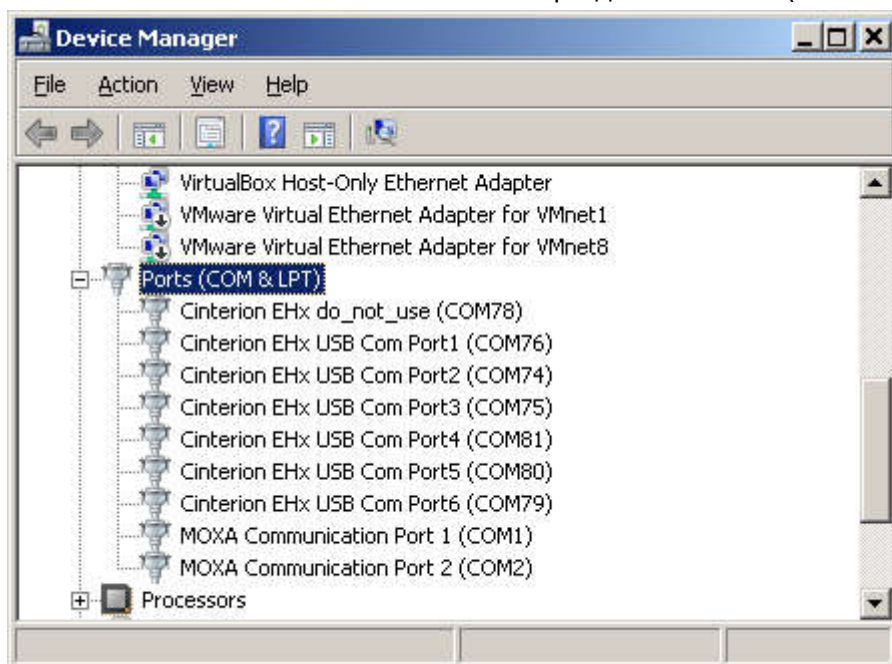 Device Manager
File Action View Help
VirtualBox Host-Only Ethernet Adapter
VMware Virtual Ethernet Adapter for VMnet1
VMware Virtual Ethernet Adapter for VMnet8
Ports (COM & LPT)
Cinterion EHx do_not_use (COM78)
Cinterion EHx USB Com Port1 (COM76)
Cinterion EHx USB Com Port2 (COM74)
Cinterion EHx USB Com Port3 (COM75)
Cinterion EHx USB Com Port4 (COM81)
Cinterion EHx USB Com Port5 (COM80)
Cinterion EHx USB Com Port6 (COM79)
MOXA Communication Port 1 (COM1)
MOXA Communication Port 2 (COM2)
Processors